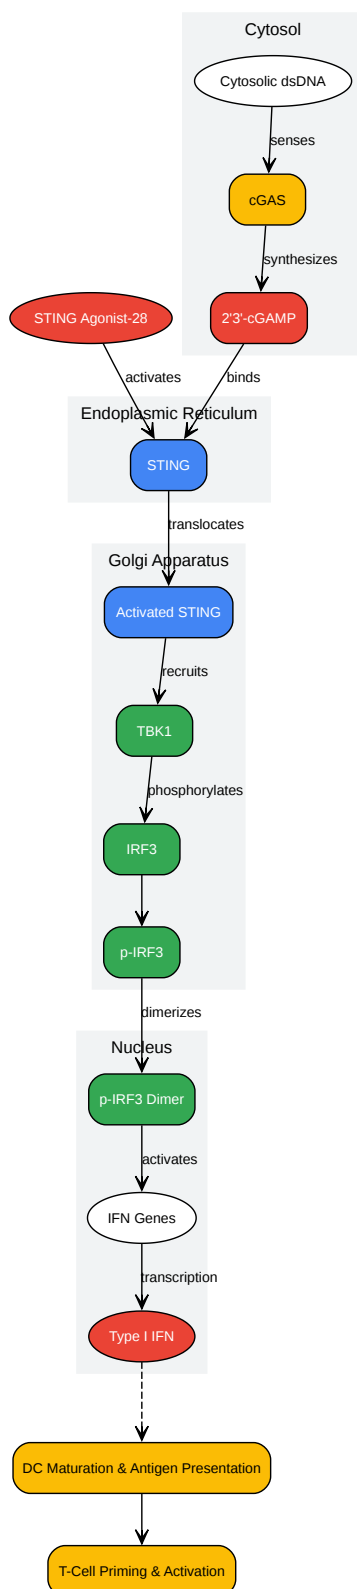 Cytosol
Cytosolic dsDNA
senses
cGAS
synthesizes
STING Agonist-28
2'3'-cGAMP
activates
binds
Endoplasmic Reticulum
STING
translocates
Golgi Apparatus
Activated STING
recruits
TBK1
phosphorylates
IRF3
p-IRF3
dimerizes
Nucleus
p-IRF3 Dimer
activates
IFN Genes
transcription
Type I IFN
DC Maturation & Antigen Presentation
T-Cell Priming & Activation